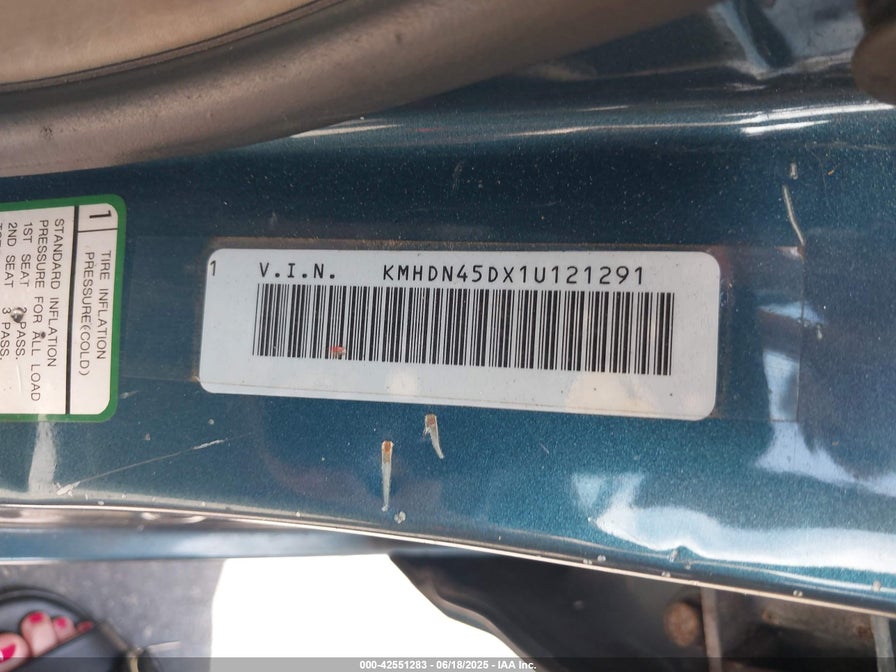 1 V.I.N. KMHDN45DX1U121291
1
TIRE INFLATION
PRESSURE(COLD)
STANDARD INFLATION
PRESSURE FOR ALL LOAD
1ST SEAT PASS.
2ND SEAT 3 PASS.
000-42551283 - 06/18/2025 - IAA Inc.